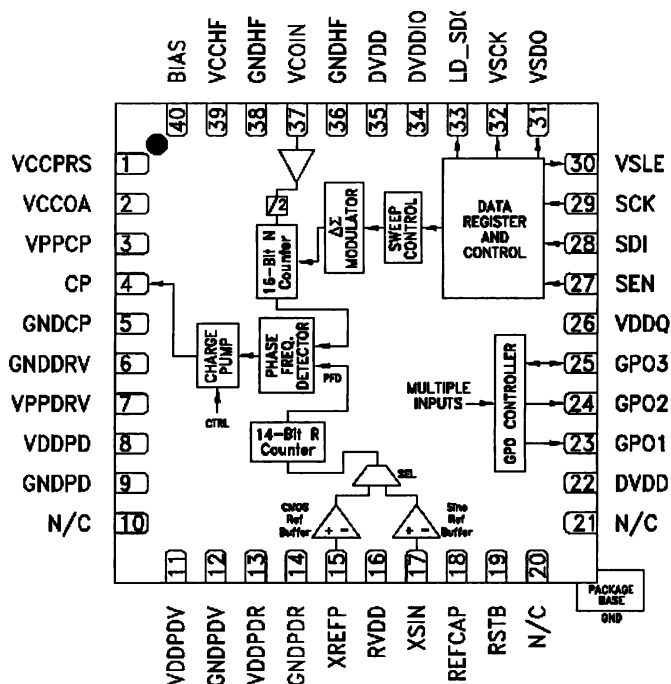 BIAS
VCCHF
GNDHF
VCOIN
GNDHF
DVDD
DVDDIO
LD_SDO
VSCK
VSDO
40
39
38
37
36
35
34
33
32
31
VCCPRS 1
VCCOA 2
VPPCP 3
CP 4
GNDCP 5
GNDDRV 6
VPPDRV 7
VDDPD 8
GNDPD 9
N/C 10
/2
16-Bit N
Counter
ΔΣ
MODULATOR
SWEEP
CONTROL
DATA
REGISTER
AND
CONTROL
CHARGE
PUMP
CTRL
PHASE
FREQ.
DETECTOR
PFD
14-Bit R
Counter
SEL
CMOS
Ref
Buffer
+ −
Sine
Ref
Buffer
+ −
MULTIPLE
INPUTS
GPO CONTROLLER
30 VSLE
29 SCK
28 SDI
27 SEN
26 VDDQ
25 GPO3
24 GPO2
23 GPO1
22 DVDD
21 N/C
11
12
13
14
15
16
17
18
19
20
VDDPDV
GNDPDV
VDDPDR
GNDPDR
XREFP
RVDD
XSIN
REFCAP
RSTB
N/C
PACKAGE
BASE
GND